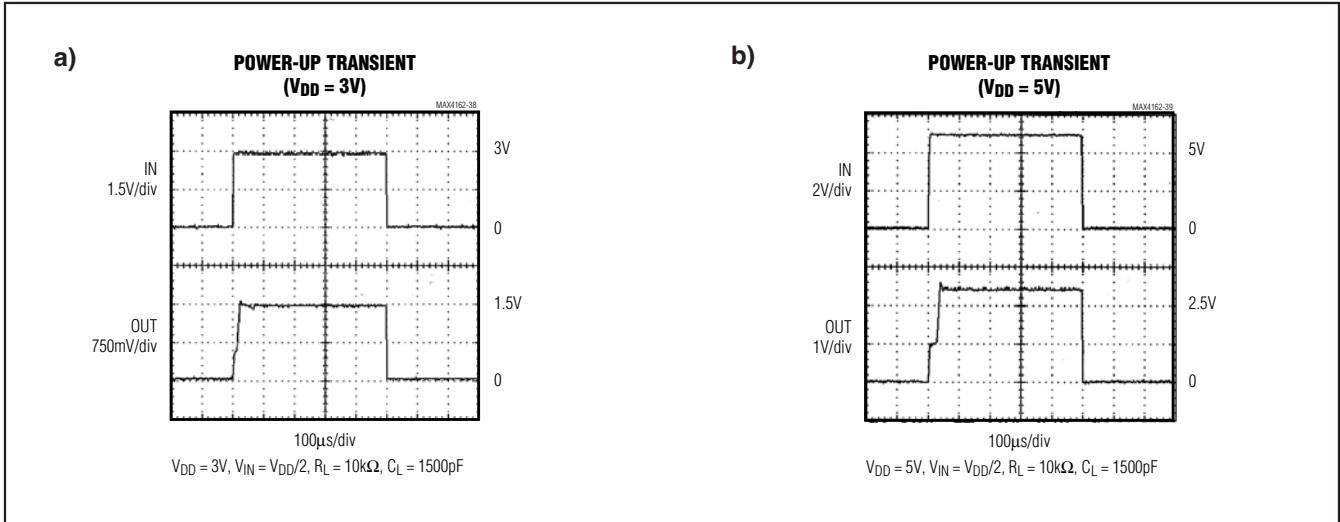 a)
POWER-UP TRANSIENT
(VDD = 3V)
MAX4162-38
IN
1.5V/div
3V
0
OUT
750mV/div
1.5V
0
100μs/div
VDD = 3V, VIN = VDD/2, RL = 10kΩ, CL = 1500pF
b)
POWER-UP TRANSIENT
(VDD = 5V)
MAX4162-39
IN
2V/div
5V
0
OUT
1V/div
2.5V
0
100μs/div
VDD = 5V, VIN = VDD/2, RL = 10kΩ, CL = 1500pF